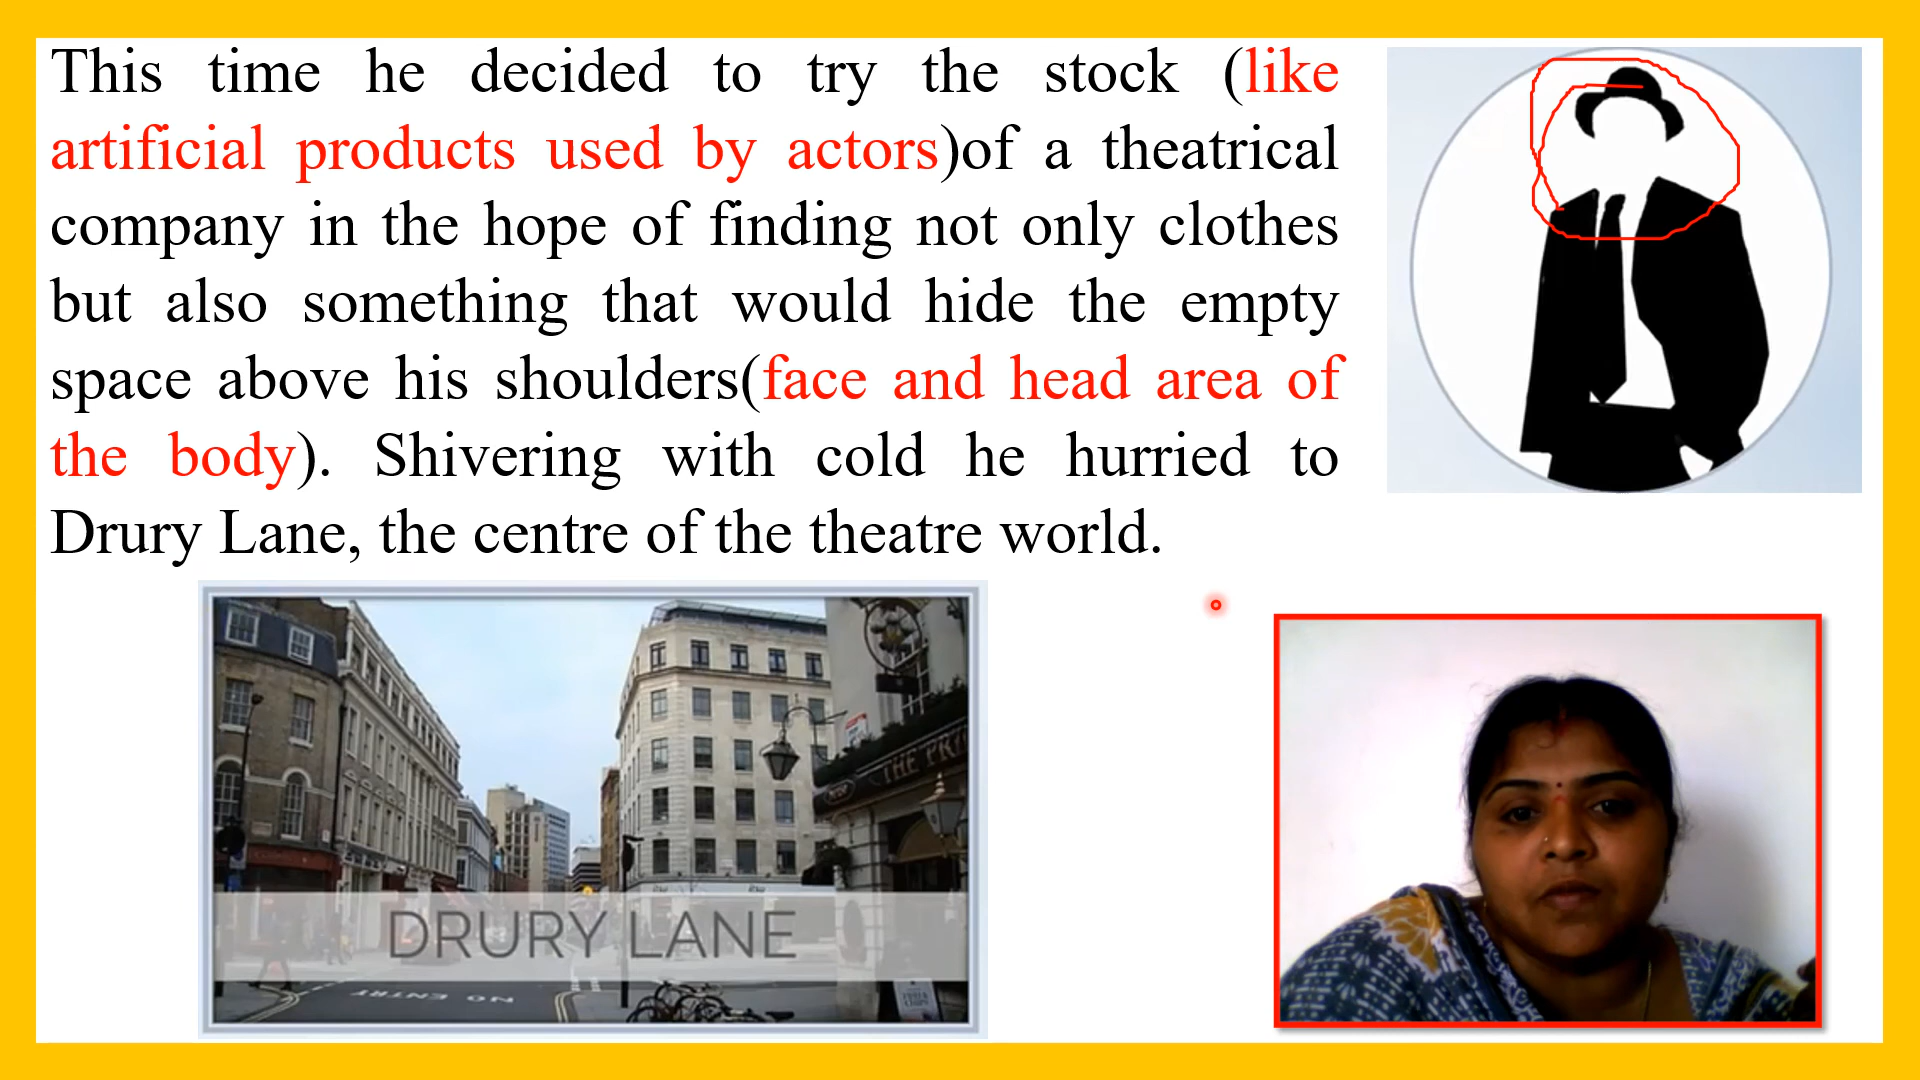 This time he decided to try the stock (like
artificial products used by actors)of a theatrical
company in the hope of finding not only clothes
but also something that would hide the empty
space above his shoulders(face and head area of
the body). Shivering with cold he hurried to
Drury Lane, the centre of the theatre world.
THE
DRURY LANE
NO ENTRY